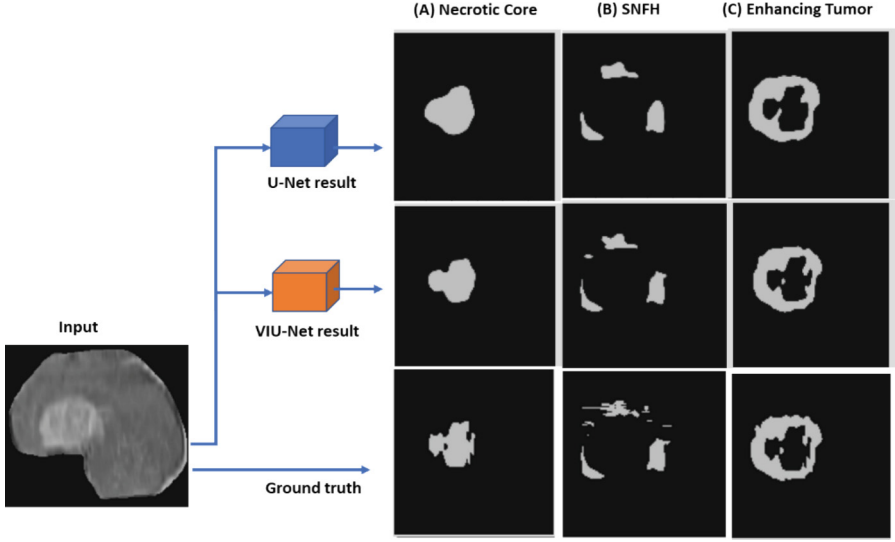 (A) Necrotic Core
(B) SNFH
(C) Enhancing Tumor
U-Net result
VIU-Net result
Input
Ground truth